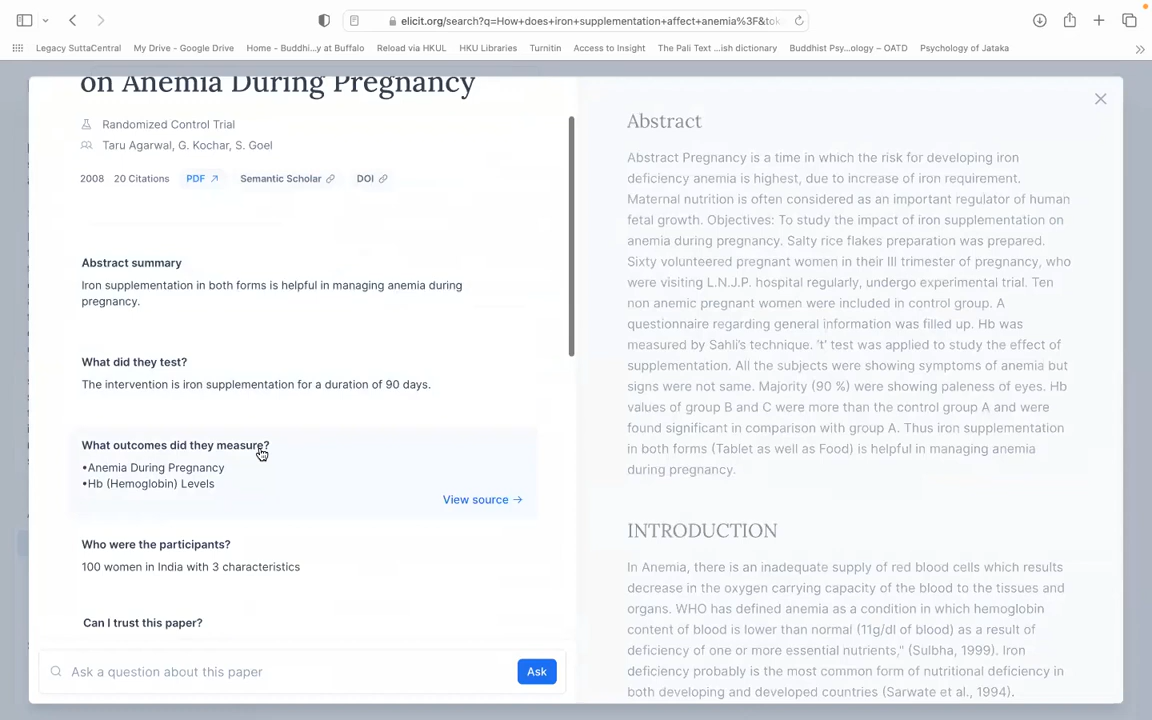 elicit.org/search?q=How+does+iron+supplementation+affect+anemia%3F&tok
Legacy SuttaCentral
My Drive - Google Drive
Home - Buddhi...y at Buffalo
Reload via HKUL
HKU Libraries
Turnitin
Access to Insight
The Pali Text ...ish dictionary
Buddhist Psy...ology – OATD
Psychology of Jataka
on Anemia During Pregnancy
Randomized Control Trial
Taru Agarwal, G. Kochar, S. Goel
2008 20 Citations PDF ↗ Semantic Scholar DOI
Abstract summary
Iron supplementation in both forms is helpful in managing anemia during
pregnancy.
What did they test?
The intervention is iron supplementation for a duration of 90 days.
What outcomes did they measure?
•Anemia During Pregnancy
•Hb (Hemoglobin) Levels
View source →
Who were the participants?
100 women in India with 3 characteristics
Can I trust this paper?
Ask a question about this paper
Ask
Abstract
Abstract Pregnancy is a time in which the risk for developing iron
deficiency anemia is highest, due to increase of iron requirement.
Maternal nutrition is often considered as an important regulator of human
fetal growth. Objectives: To study the impact of iron supplementation on
anemia during pregnancy. Salty rice flakes preparation was prepared.
Sixty volunteered pregnant women in their III trimester of pregnancy, who
were visiting L.N.J.P. hospital regularly, undergo experimental trial. Ten
non anemic pregnant women were included in control group. A
questionnaire regarding general information was filled up. Hb was
measured by Sahli's technique. 't' test was applied to study the effect of
supplementation. All the subjects were showing symptoms of anemia but
signs were not same. Majority (90 %) were showing paleness of eyes. Hb
values of group B and C were more than the control group A and were
found significant in comparison with group A. Thus iron supplementation
in both forms (Tablet as well as Food) is helpful in managing anemia
during pregnancy.
INTRODUCTION
In Anemia, there is an inadequate supply of red blood cells which results
decrease in the oxygen carrying capacity of the blood to the tissues and
organs. WHO has defined anemia as a condition in which hemoglobin
content of blood is lower than normal (11g/dl of blood) as a result of
deficiency of one or more essential nutrients," (Sulbha, 1999). Iron
deficiency probably is the most common form of nutritional deficiency in
both developing and developed countries (Sarwate et al., 1994).